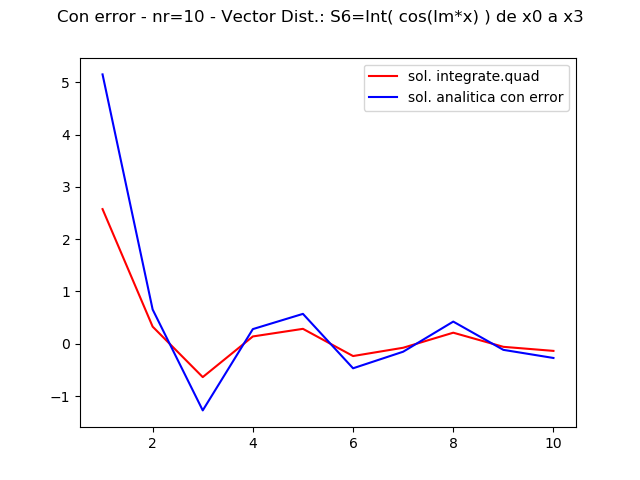 Con error - nr=10 - Vector Dist.: S6=Int( cos(lm*x) ) de x0 a x3
sol. integrate.quad
sol. analitica con error
5
4
3
2
1
0
−1
2 4 6 8 10